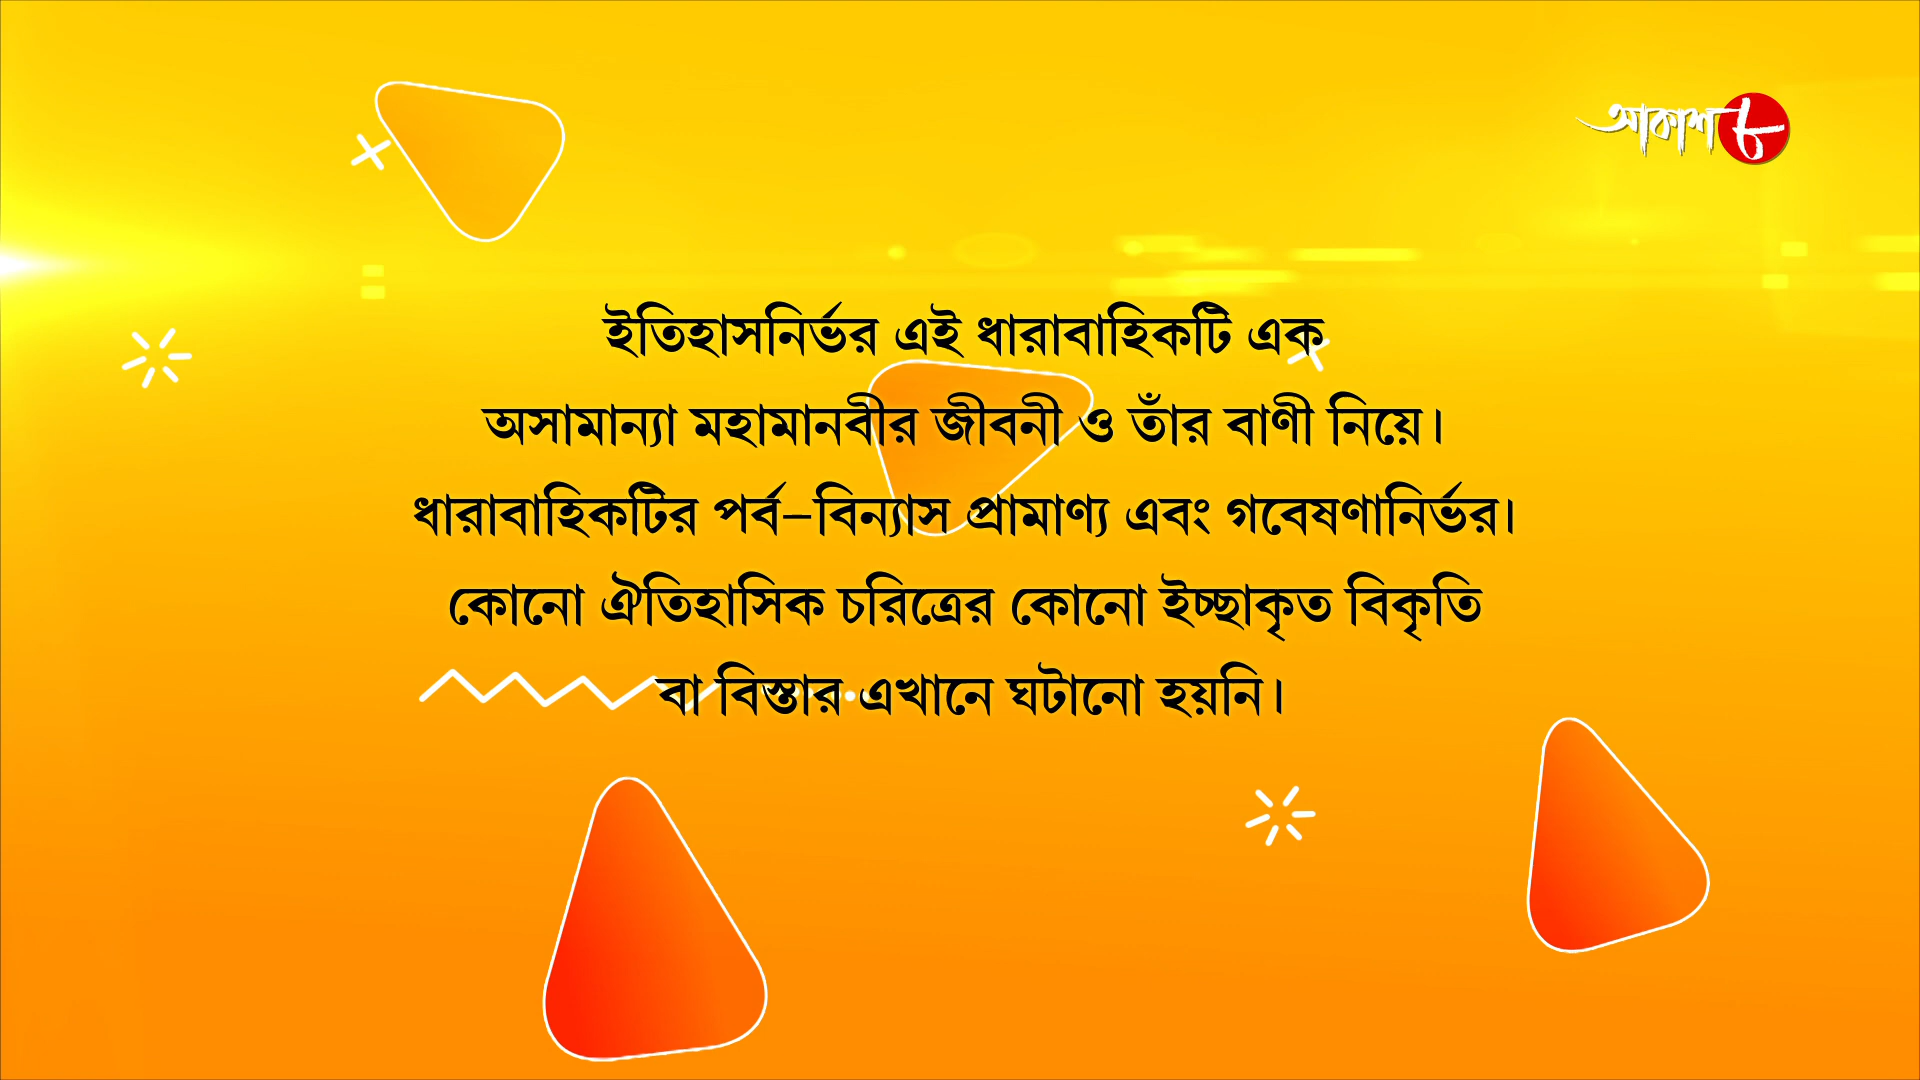 আকাশ ৮
ইতিহাসনির্ভর এই ধারাবাহিকটি এক
অসামান্যা মহামানবীর জীবনী ও তাঁর বাণী নিয়ে।
ধারাবাহিকটির পর্ব–বিন্যাস প্রামাণ্য এবং গবেষণানির্ভর।
কোনো ঐতিহাসিক চরিত্রের কোনো ইচ্ছাকৃত বিকৃতি
বা বিস্তার এখানে ঘটানো হয়নি।